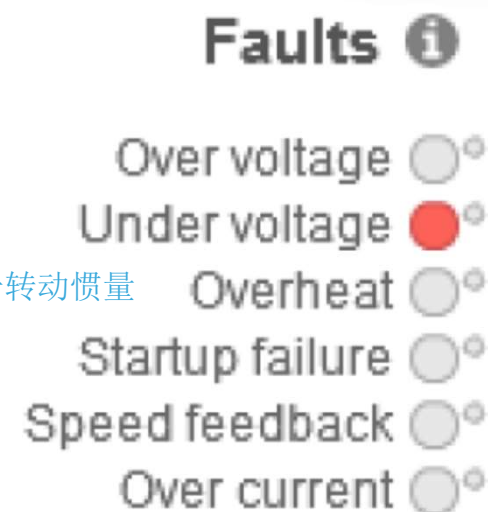 Faults
Over voltage
Under voltage
转动惯量 Overheat
Startup failure
Speed feedback
Over current